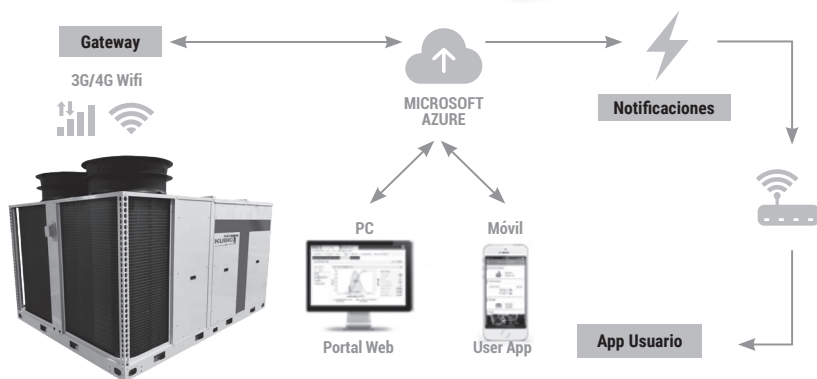 Gateway
3G/4G Wifi
MICROSOFT
AZURE
Notificaciones
PC
Móvil
KUBIC
Portal Web
User App
App Usuario